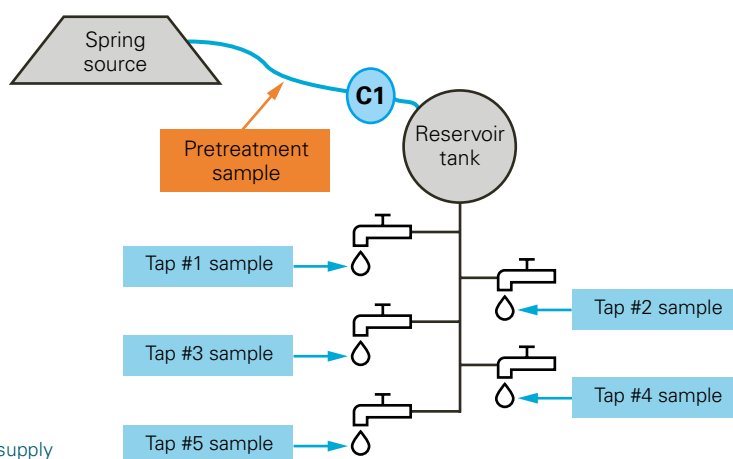 Spring
source
C1
Reservoir
tank
Pretreatment
sample
Tap #1 sample
Tap #2 sample
Tap #3 sample
Tap #4 sample
Tap #5 sample
supply